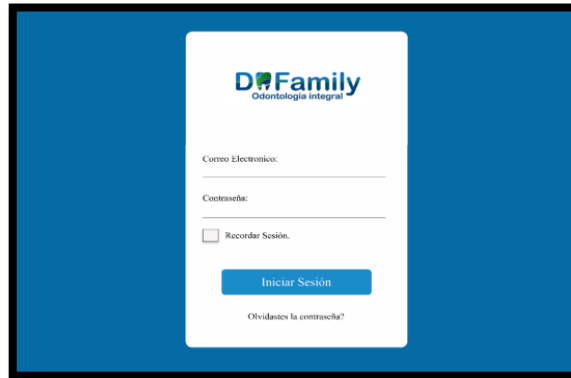 DFamily
Odontología integral
Correo Electronico:
Contraseña:
Recordar Sesión.
Iniciar Sesión
Olvidastes la contraseña?